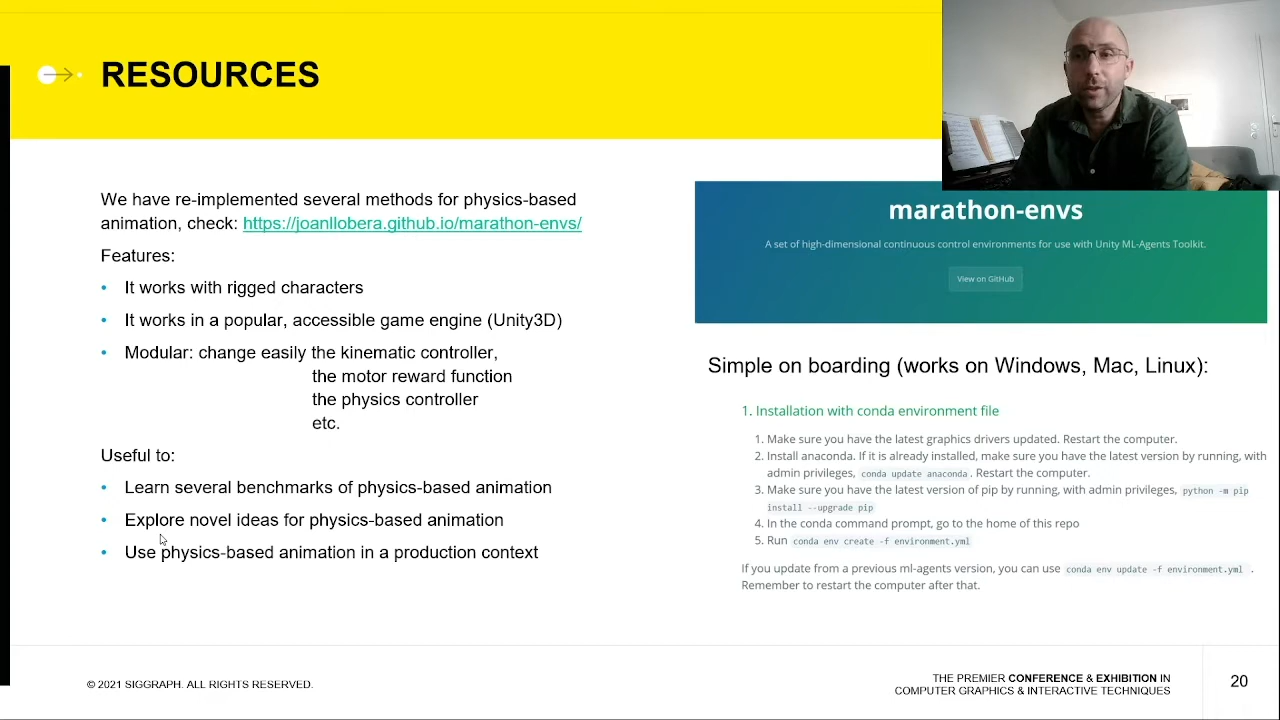 RESOURCES
We have re-implemented several methods for physics-based
animation, check: https://joanllobera.github.io/marathon-envs/
Features:
• It works with rigged characters
• It works in a popular, accessible game engine (Unity3D)
• Modular: change easily the kinematic controller,
the motor reward function
the physics controller
etc.
Useful to:
• Learn several benchmarks of physics-based animation
• Explore novel ideas for physics-based animation
• Use physics-based animation in a production context
marathon-envs
A set of high-dimensional continuous control environments for use with Unity ML-Agents Toolkit.
View on GitHub
Simple on boarding (works on Windows, Mac, Linux):
1. Installation with conda environment file
1. Make sure you have the latest graphics drivers updated. Restart the computer.
2. Install anaconda. If it is already installed, make sure you have the latest version by running, with
admin privileges, conda update anaconda. Restart the computer.
3. Make sure you have the latest version of pip by running, with admin privileges, python -m pip
install --upgrade pip
4. In the conda command prompt, go to the home of this repo
5. Run conda env create -f environment.yml
If you update from a previous ml-agents version, you can use conda env update -f environment.yml .
Remember to restart the computer after that.
© 2021 SIGGRAPH. ALL RIGHTS RESERVED.
THE PREMIER CONFERENCE & EXHIBITION IN
COMPUTER GRAPHICS & INTERACTIVE TECHNIQUES
20